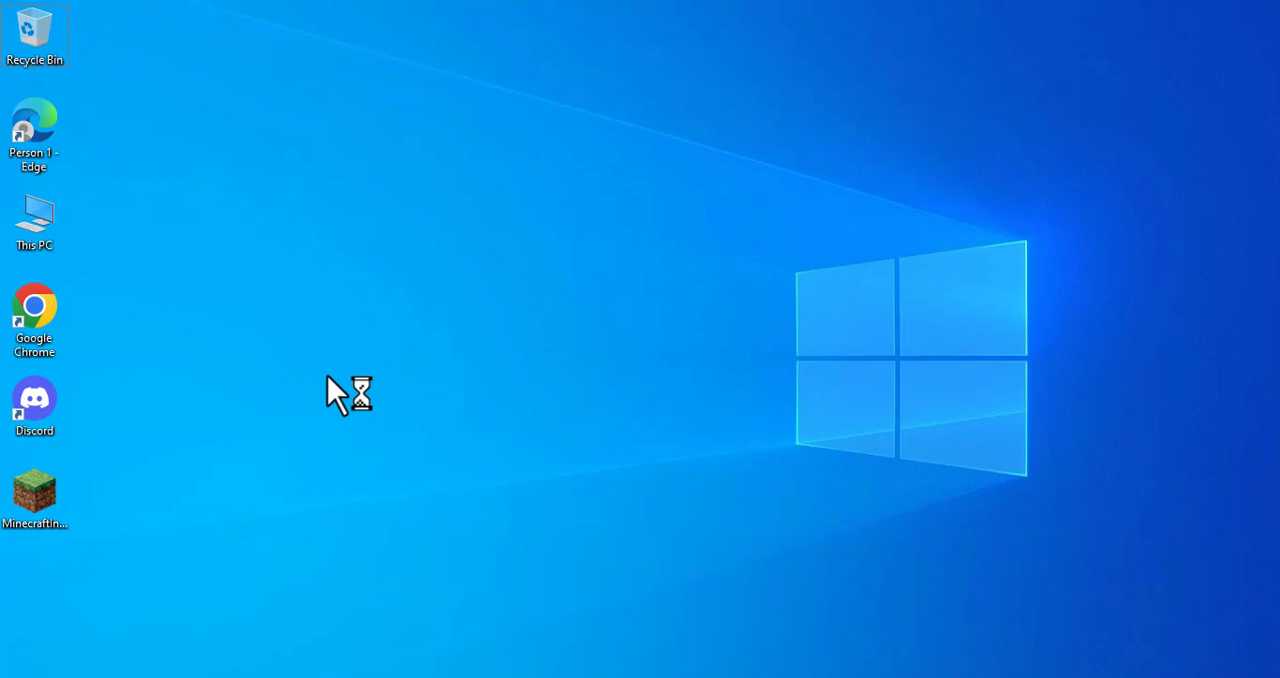 Recycle Bin
Person 1 -
Edge
This PC
Google
Chrome
Discord
MinecraftIn...